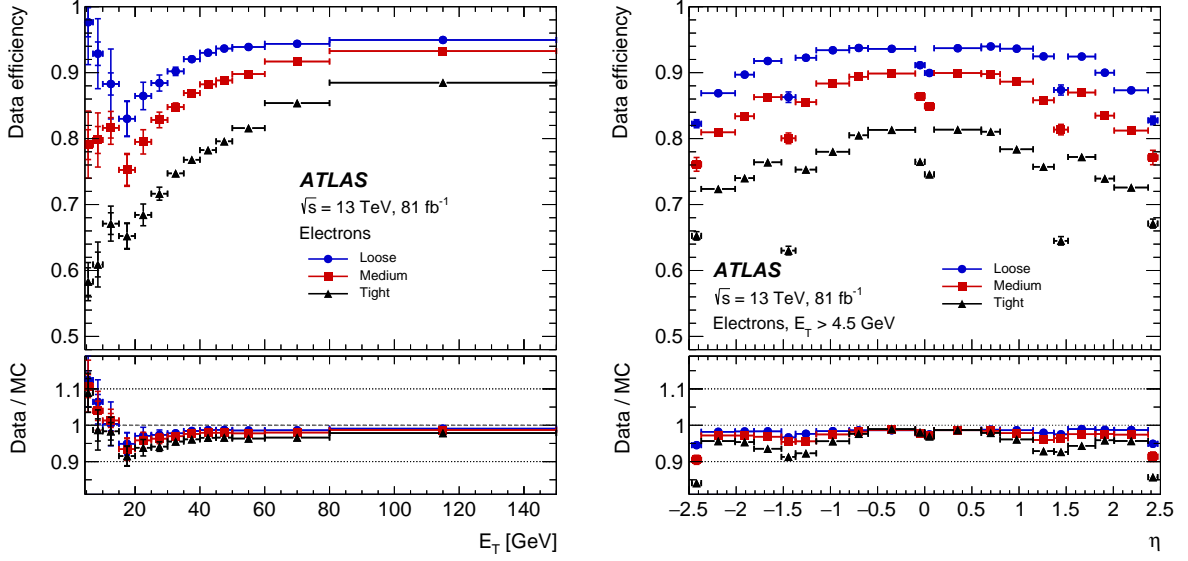 Data efficiency
1
0.9
0.8
0.7
0.6
0.5
ATLAS
√s = 13 TeV, 81 fb⁻¹
Electrons
Loose
Medium
Tight
Data / MC
1.1
1
0.9
20 40 60 80 100 120 140
E_T [GeV]
Data efficiency
1
0.9
0.8
0.7
0.6
0.5
ATLAS
√s = 13 TeV, 81 fb⁻¹
Electrons, E_T > 4.5 GeV
Loose
Medium
Tight
Data / MC
1.1
1
0.9
−2.5 −2 −1.5 −1 −0.5 0 0.5 1 1.5 2 2.5
η